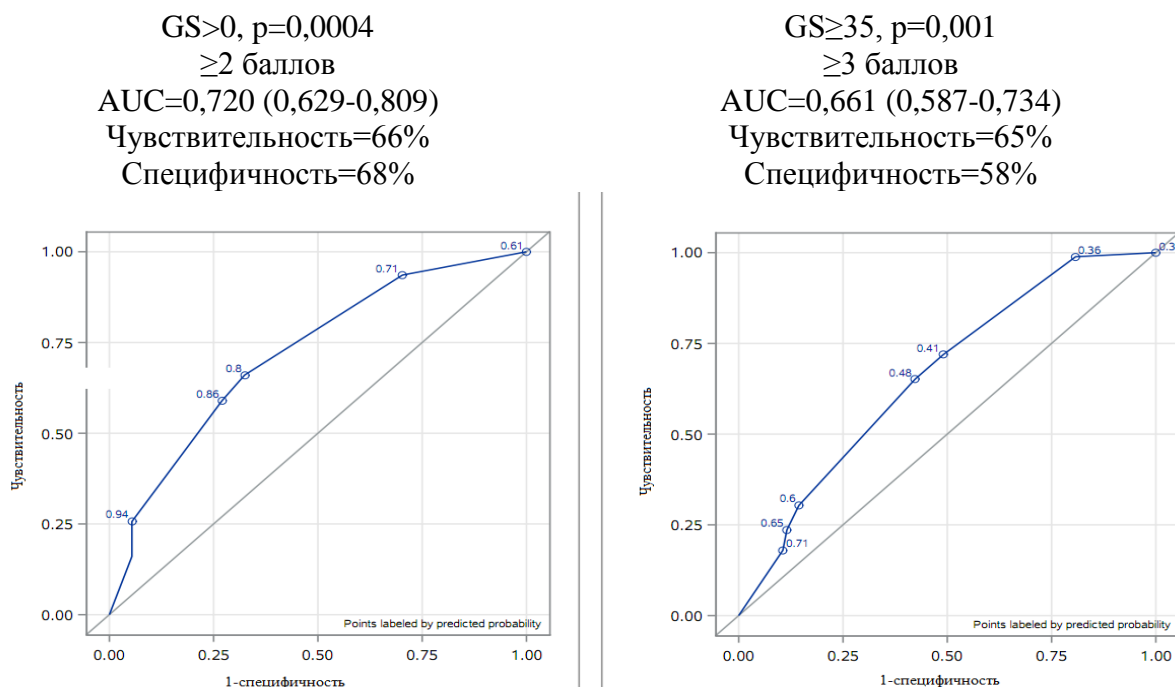 GS>0, p=0,0004
≥2 баллов
AUC=0,720 (0,629-0,809)
Чувствительность=66%
Специфичность=68%
GS≥35, p=0,001
≥3 баллов
AUC=0,661 (0,587-0,734)
Чувствительность=65%
Специфичность=58%
1.00
0.75
0.50
0.25
0.00
Чувствительность
0.61
0.71
0.8
0.86
0.94
Points labeled by predicted probability
0.00 0.25 0.50 0.75 1.00
1-специфичность
1.00
0.75
0.50
0.25
0.00
Чувствительность
0.3
0.36
0.41
0.48
0.6
0.65
0.71
Points labeled by predicted probability
0.00 0.25 0.50 0.75 1.00
1-специфичность